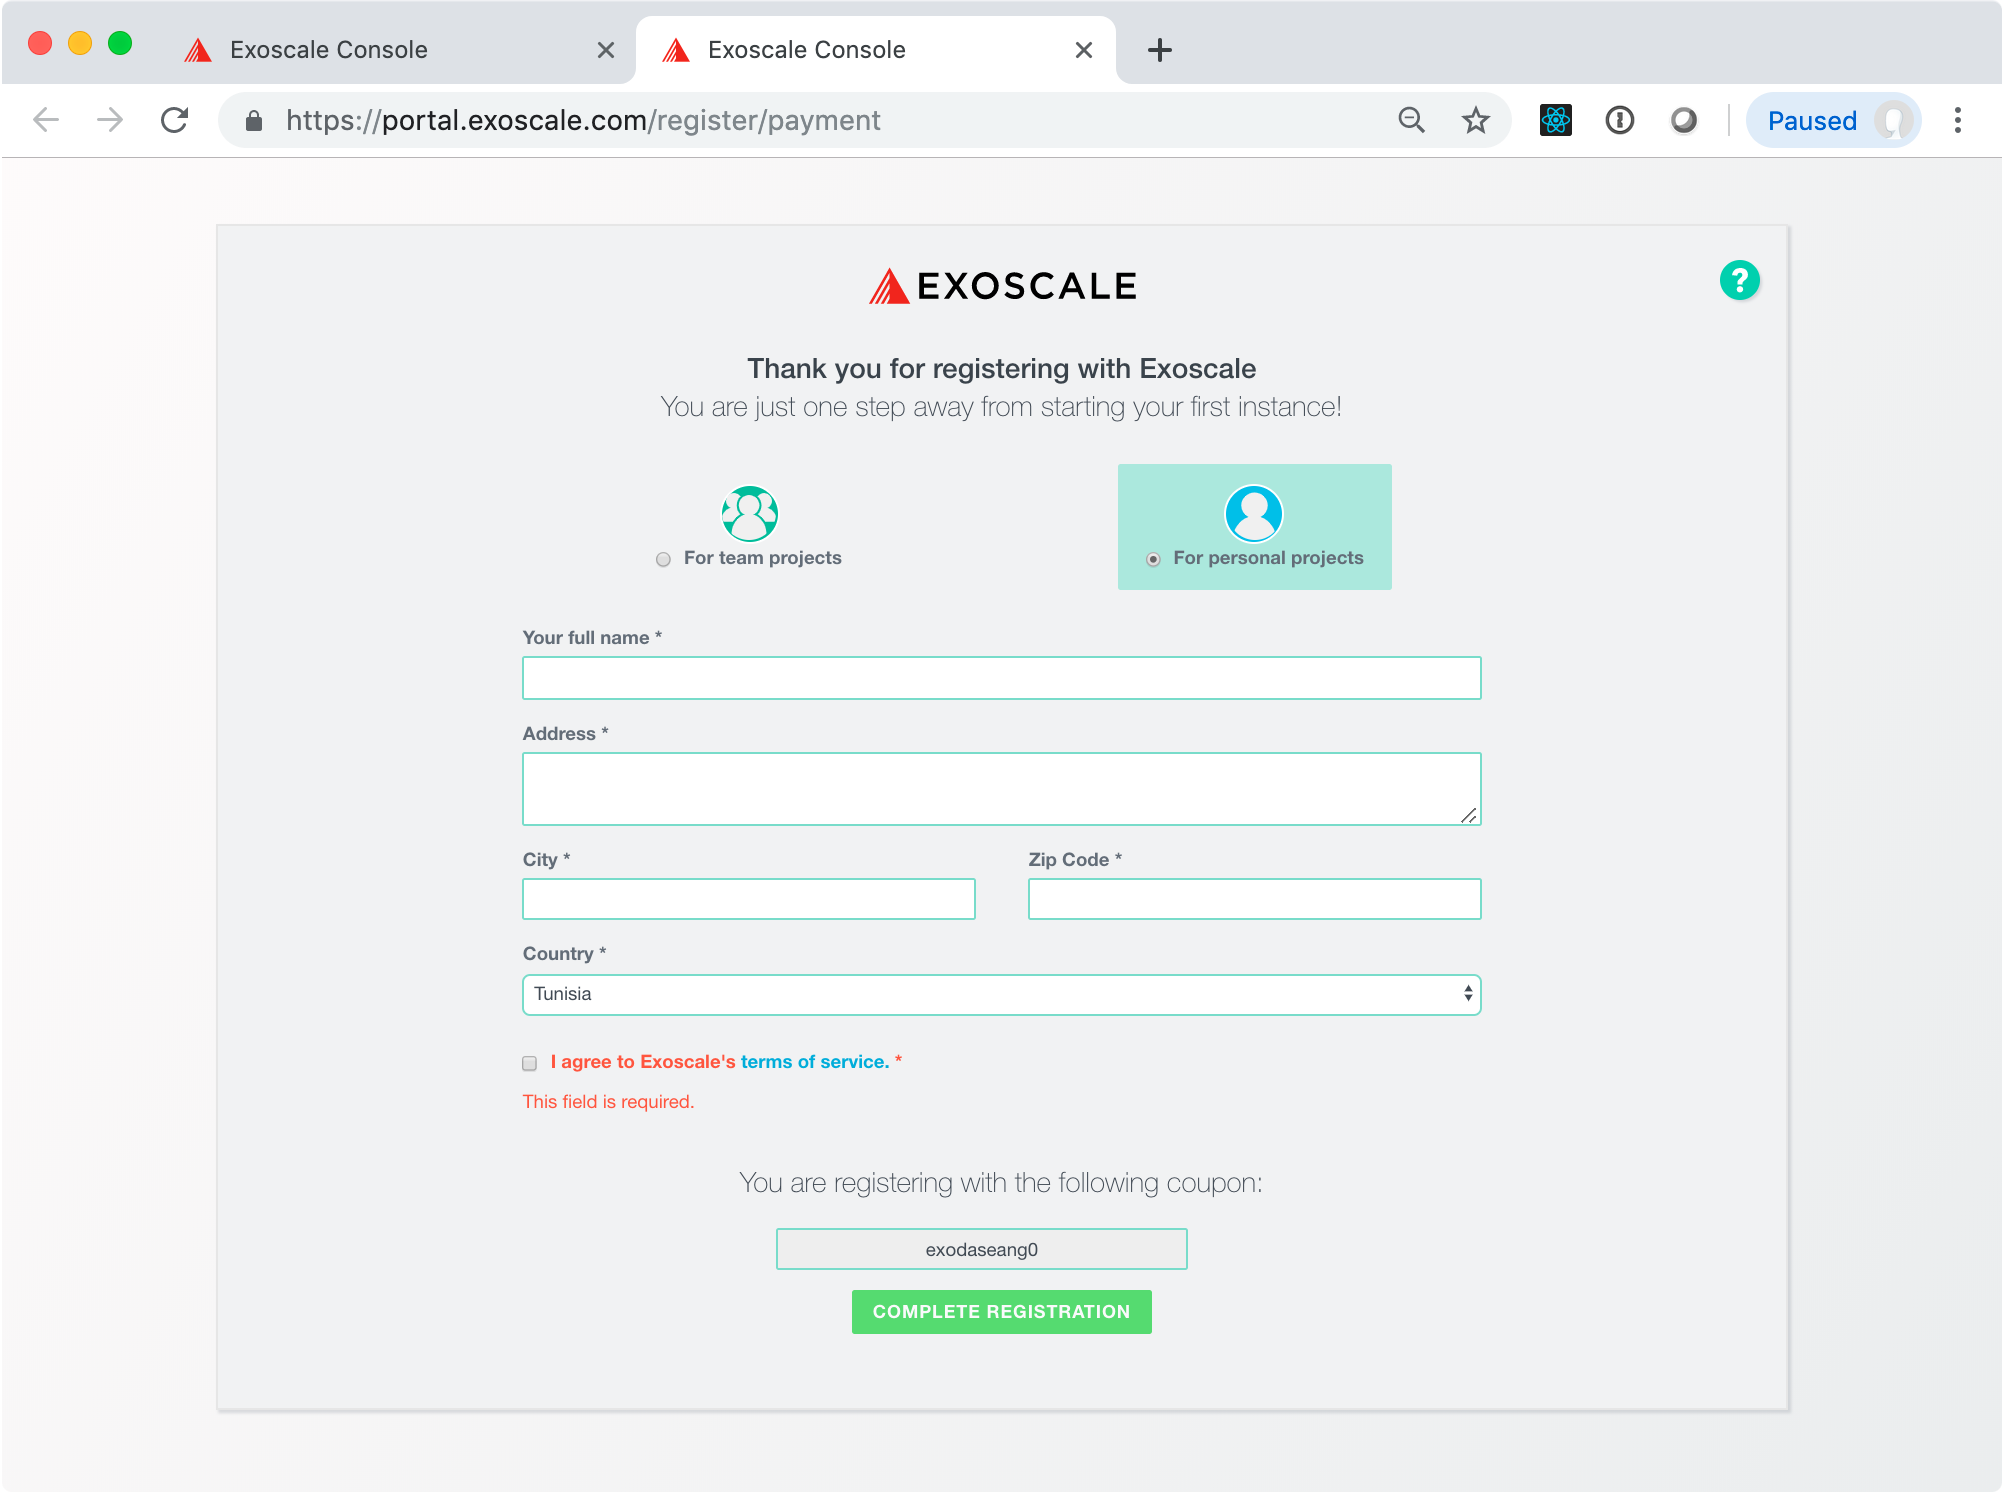 Exoscale Console
Exoscale Console
https://portal.exoscale.com/register/payment
Paused
EXOSCALE
?
Thank you for registering with Exoscale
You are just one step away from starting your first instance!
For team projects
For personal projects
Your full name *
Address *
City *
Zip Code *
Country *
Tunisia
I agree to Exoscale's terms of service. *
This field is required.
You are registering with the following coupon:
exodaseang0
COMPLETE REGISTRATION